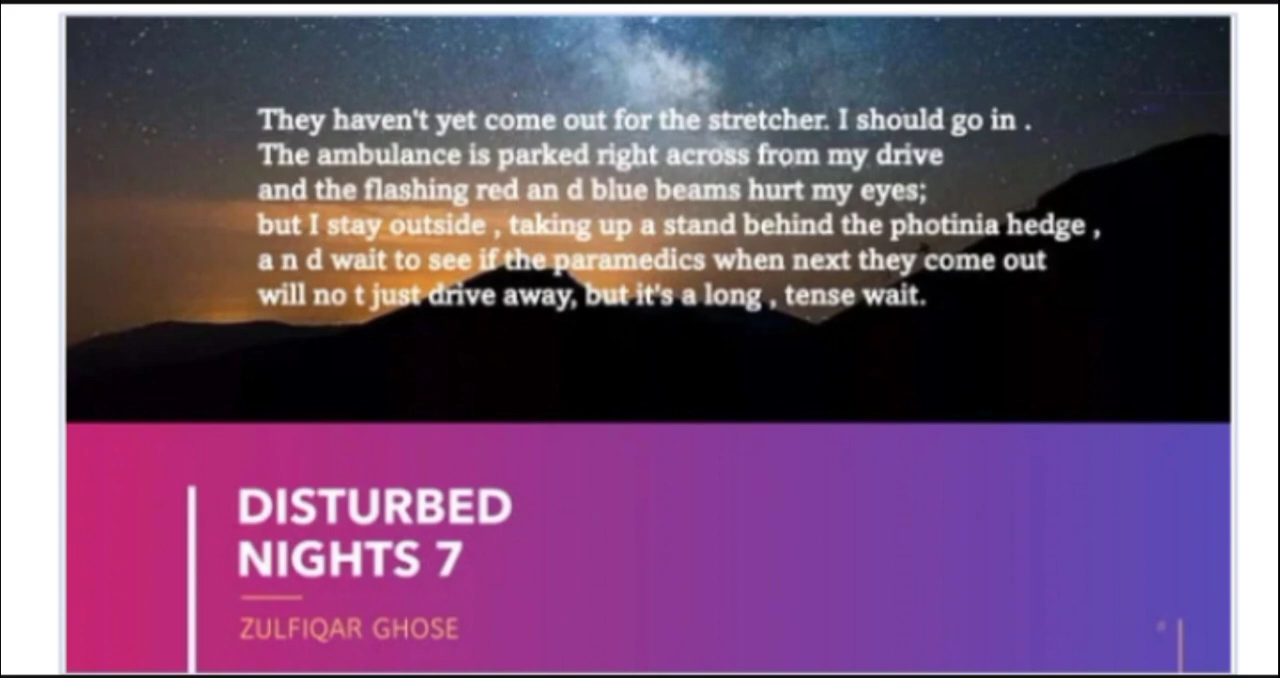 They haven't yet come out for the stretcher. I should go in .
The ambulance is parked right across from my drive
and the flashing red an d blue beams hurt my eyes;
but I stay outside , taking up a stand behind the photinia hedge ,
a n d wait to see if the paramedics when next they come out
will no t just drive away, but it's a long , tense wait.
DISTURBED
NIGHTS 7
ZULFIQAR GHOSE